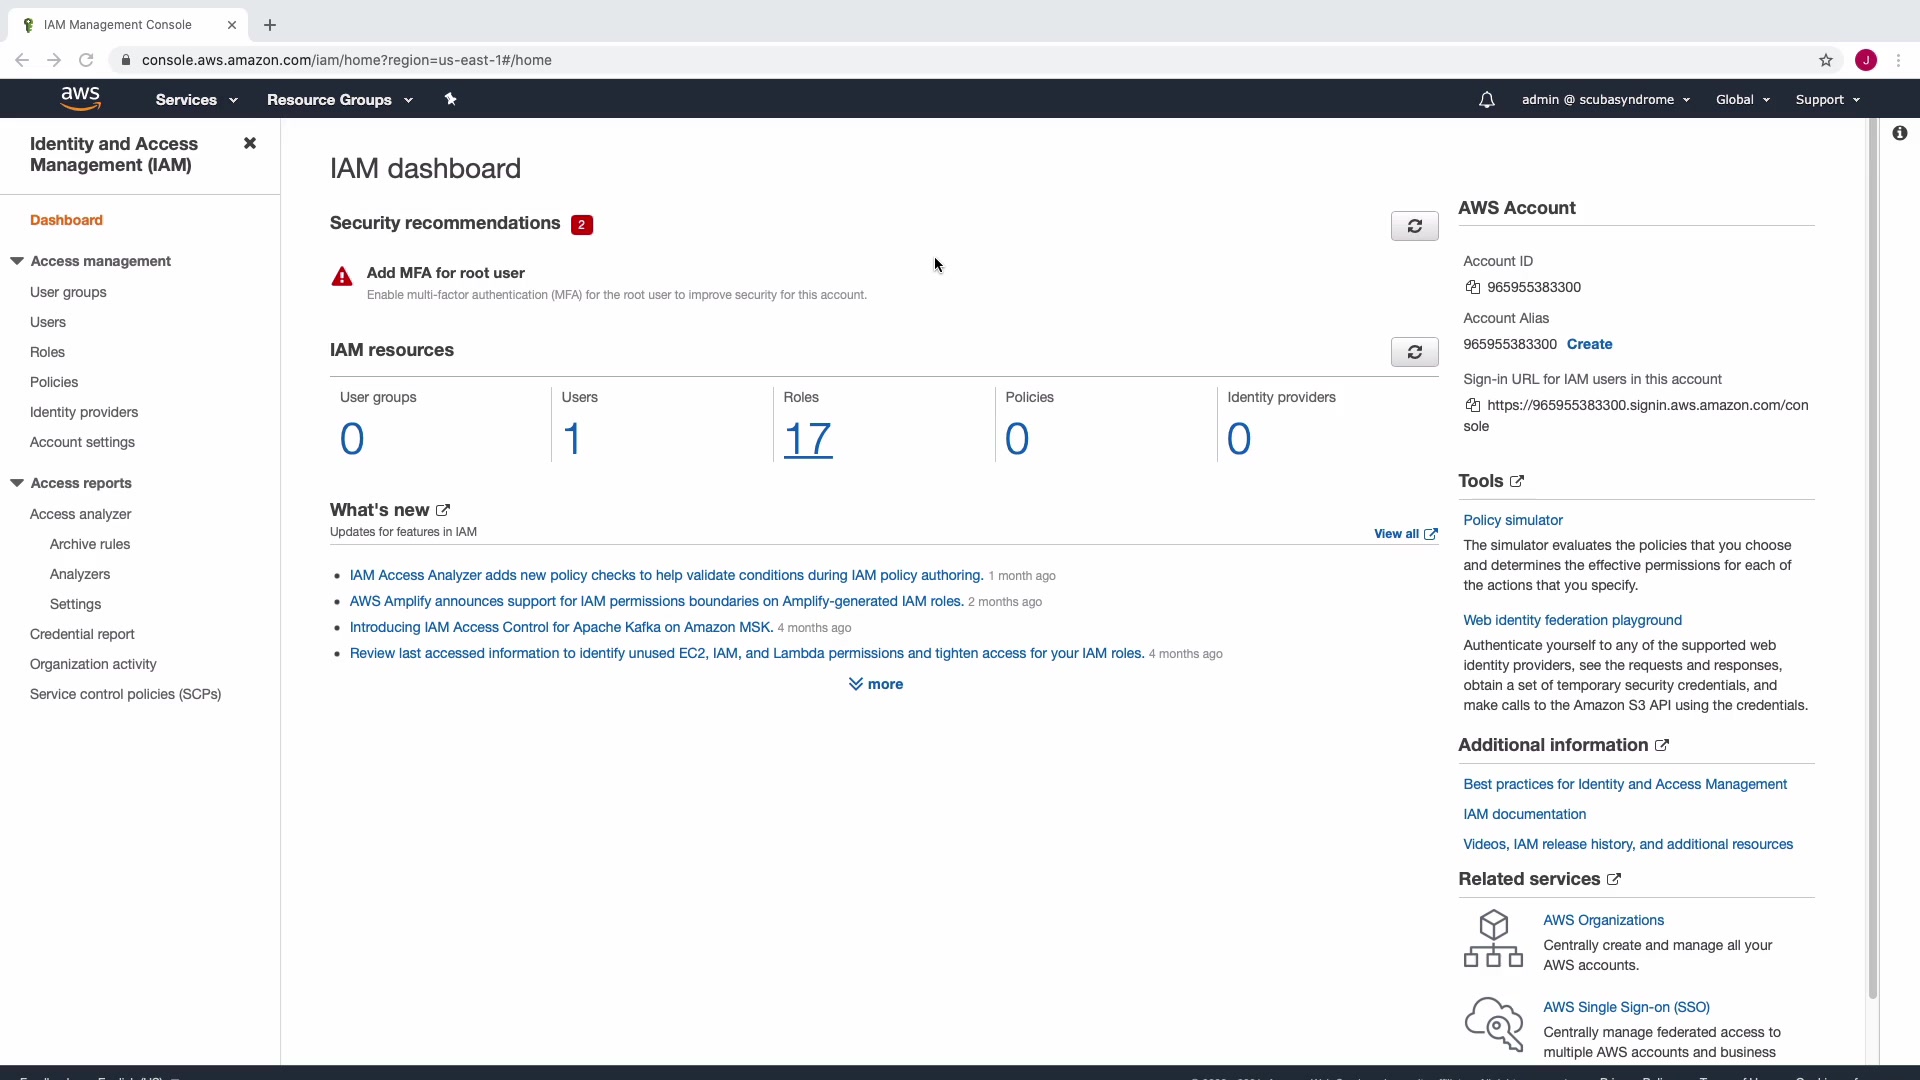 IAM Management Console
console.aws.amazon.com/iam/home?region=us-east-1#/home
J
aws
Services
Resource Groups
admin @ scubasyndrome
Global
Support
Identity and Access
Management (IAM)
Dashboard
Access management
User groups
Users
Roles
Policies
Identity providers
Account settings
Access reports
Access analyzer
Archive rules
Analyzers
Settings
Credential report
Organization activity
Service control policies (SCPs)
IAM dashboard
Security recommendations 2
Add MFA for root user
Enable multi-factor authentication (MFA) for the root user to improve security for this account.
IAM resources
User groups
0
Users
1
Roles
17
Policies
0
Identity providers
0
What's new
Updates for features in IAM
View all
IAM Access Analyzer adds new policy checks to help validate conditions during IAM policy authoring. 1 month ago
AWS Amplify announces support for IAM permissions boundaries on Amplify-generated IAM roles. 2 months ago
Introducing IAM Access Control for Apache Kafka on Amazon MSK. 4 months ago
Review last accessed information to identify unused EC2, IAM, and Lambda permissions and tighten access for your IAM roles. 4 months ago
more
AWS Account
Account ID
965955383300
Account Alias
965955383300 Create
Sign-in URL for IAM users in this account
https://965955383300.signin.aws.amazon.com/con
sole
Tools
Policy simulator
The simulator evaluates the policies that you choose
and determines the effective permissions for each of
the actions that you specify.
Web identity federation playground
Authenticate yourself to any of the supported web
identity providers, see the requests and responses,
obtain a set of temporary security credentials, and
make calls to the Amazon S3 API using the credentials.
Additional information
Best practices for Identity and Access Management
IAM documentation
Videos, IAM release history, and additional resources
Related services
AWS Organizations
Centrally create and manage all your
AWS accounts.
AWS Single Sign-on (SSO)
Centrally manage federated access to
multiple AWS accounts and business